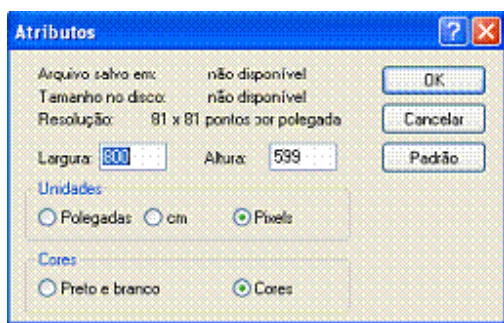 Atributos
Arquivo salvo em: não disponível
Tamanho no disco: não disponível
Resolução: 81 x 81 pontos por polegada
Largura: 800 Altura: 599
Unidades
Polegadas cm Pixels
Cores
Preto e branco Cores
OK
Cancelar
Padrão